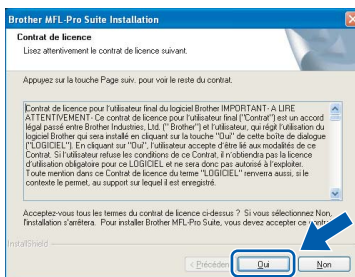 Brother MFL-Pro Suite Installation
Contrat de licence
Lisez attentivement le contrat de licence suivant.
Appuyez sur la touche Page suiv. pour voir le reste du contrat.
Contrat de licence pour l'utilisateur final du logiciel Brother IMPORTANT- A LIRE
ATTENTIVEMENT- Ce contrat de licence pour l'utilisateur final ("Contrat") est un accord
légal passé entre Brother Industries, Ltd. (" Brother") et l'utilisateur, qui régit l'utilisation du
logiciel Brother qui sera installé en cliquant sur la touche "Oui" de cette boîte de dialogue
("LOGICIEL"). En cliquant sur "Oui", l'utilisateur accepte d'être lié aux modalités de ce
Contrat. Si l'utilisateur refuse les conditions de ce Contrat, il n'obtiendra pas la licence
d'utilisation obligatoire pour ce LOGICIEL et ne sera donc pas autorisé à l'utiliser.
Toute mention dans ce Contrat de licence du terme "LOGICIEL" renverra aussi, si le
contexte le permet, au support sur lequel il est enregistré.
Acceptez-vous tous les termes du contrat de licence ci-dessus ? Si vous sélectionnez Non,
l'installation s'arrêtera. Pour installer Brother MFL-Pro Suite, vous devez accepter ce
InstallShield
< Précéden
Oui
Non